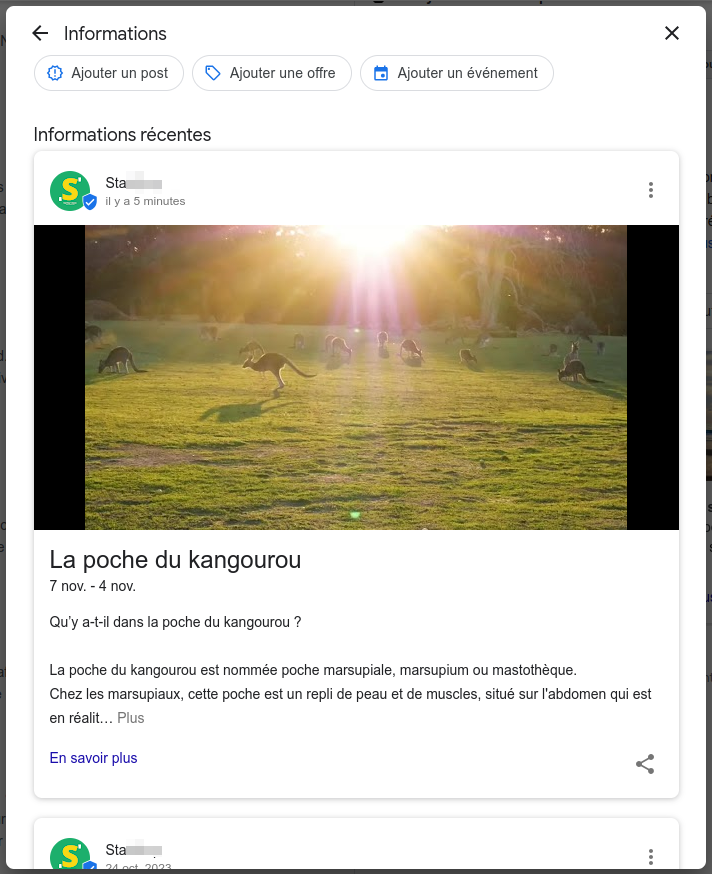 Informations
Ajouter un post
Ajouter une offre
Ajouter un événement
Informations récentes
S
Sta
il y a 5 minutes
La poche du kangourou
7 nov. - 4 nov.
Qu'y a-t-il dans la poche du kangourou ?
La poche du kangourou est nommée poche marsupiale, marsupium ou mastothèque.
Chez les marsupiaux, cette poche est un repli de peau et de muscles, situé sur l'abdomen qui est
en réalit… Plus
En savoir plus
S
Sta
24 oct. 2023